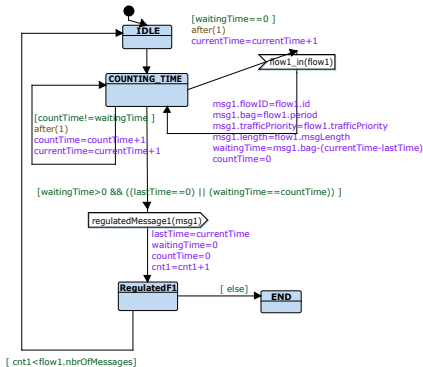 [waitingTime==0 ]
after(1)
currentTime=currentTime+1
IDLE
flow1_in(flow1)
COUNTING_TIME
msg1.flowID=flow1.id
msg1.bag=flow1.period
msg1.trafficPriority=flow1.trafficPriority
msg1.length=flow1.msgLength
waitingTime=msg1.bag-(currentTime-lastTime)
countTime=0
[countTime!=waitingTime ]
after(1)
countTime=countTime+1
currentTime=currentTime+1
[waitingTime>0 && ((lastTime==0) || (waitingTime==countTime)) ]
regulatedMessage1(msg1)
lastTime=currentTime
waitingTime=0
countTime=0
cnt1=cnt1+1
RegulatedF1
[ else]
END
[ cnt1<flow1.nbrOfMessages]